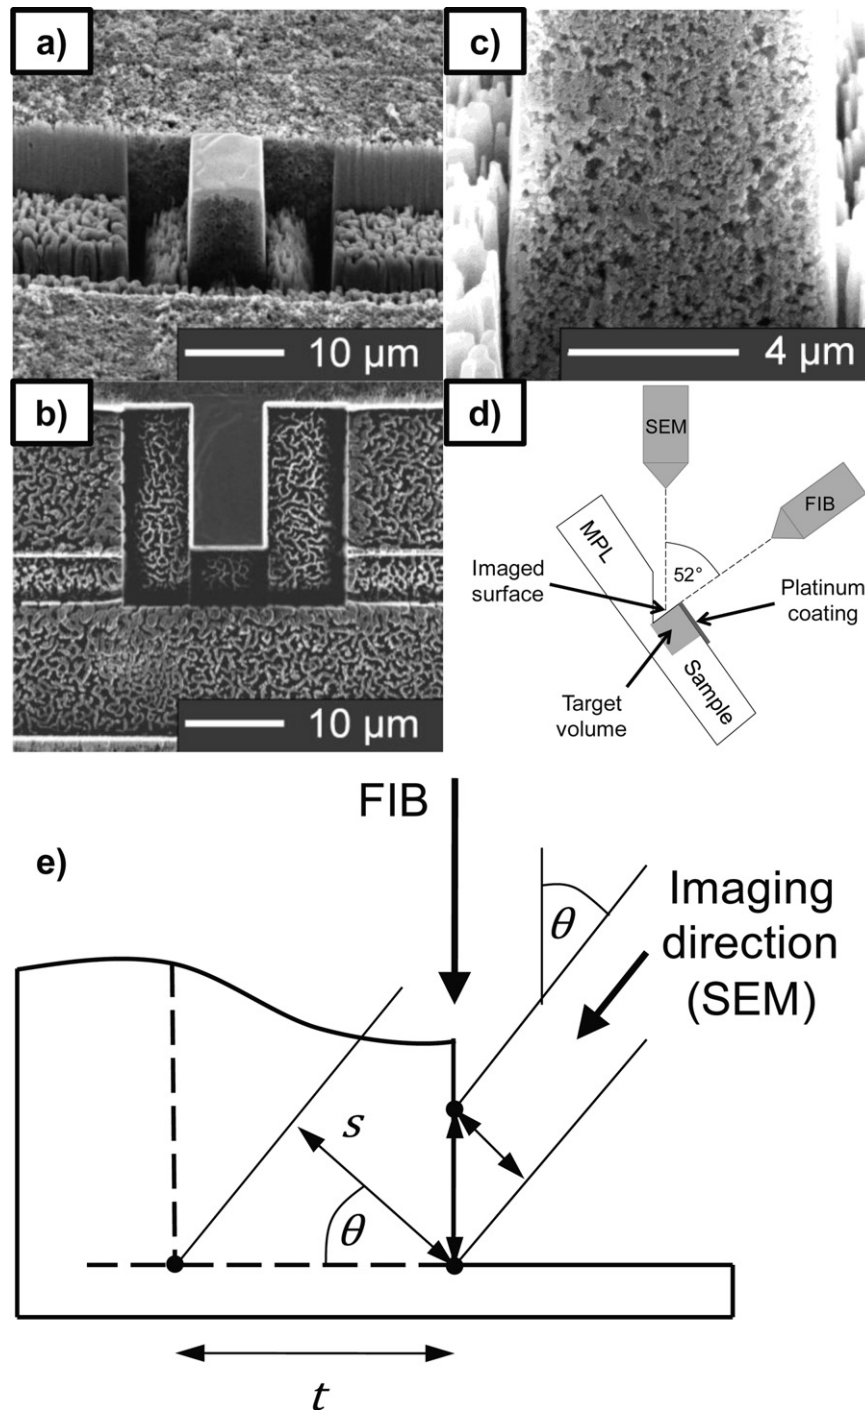 a)
10 µm
c)
4 µm
b)
10 µm
d)
SEM
FIB
MPL
52°
Imaged
surface
Platinum
coating
Target
volume
Sample
e)
FIB
θ
Imaging
direction
(SEM)
s
θ
t